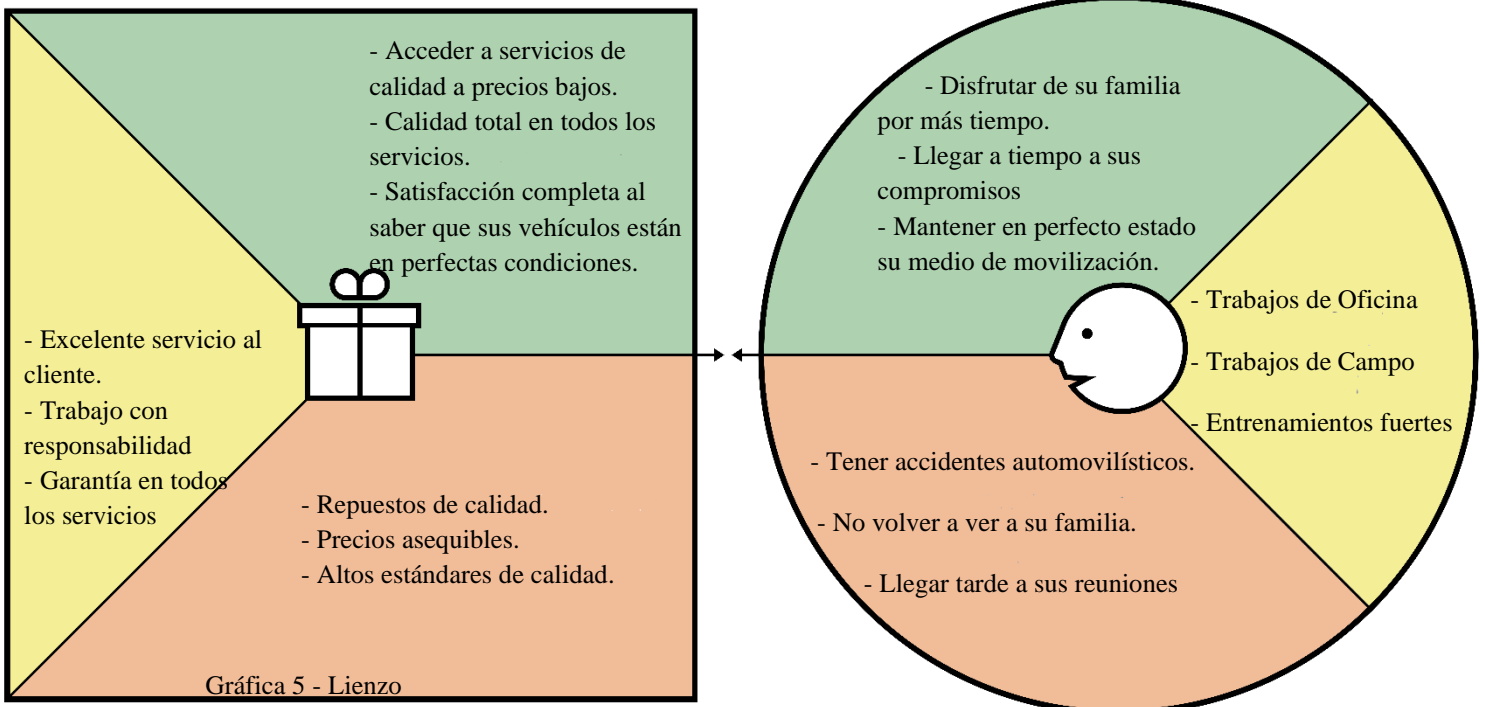 - Acceder a servicios de
calidad a precios bajos.
- Calidad total en todos los
servicios.
- Satisfacción completa al
saber que sus vehículos están
en perfectas condiciones.
- Excelente servicio al
cliente.
- Trabajo con
responsabilidad
- Garantía en todos
los servicios
- Repuestos de calidad.
- Precios asequibles.
- Altos estándares de calidad.
Gráfica 5 - Lienzo
- Disfrutar de su familia
por más tiempo.
- Llegar a tiempo a sus
compromisos
- Mantener en perfecto estado
su medio de movilización.
- Trabajos de Oficina
- Trabajos de Campo
- Entrenamientos fuertes
- Tener accidentes automovilísticos.
- No volver a ver a su familia.
- Llegar tarde a sus reuniones